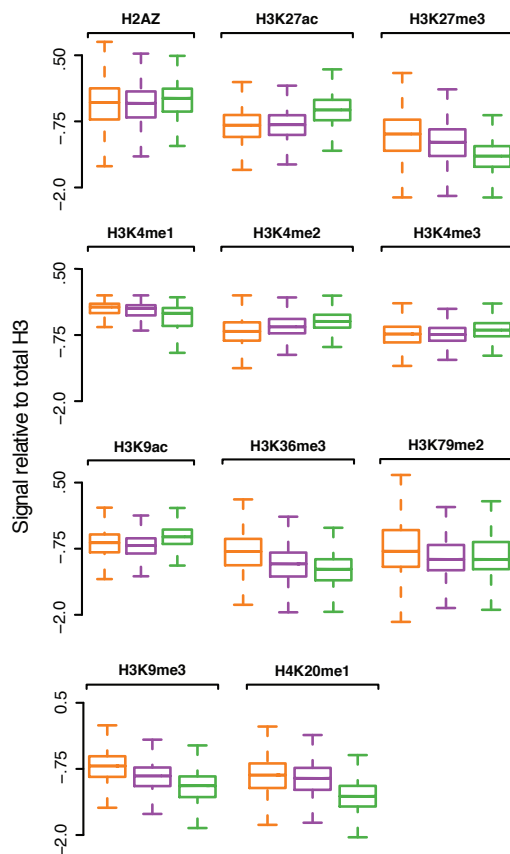 H2AZ H3K27ac H3K27me3
.50
-.75
-2.0
H3K4me1 H3K4me2 H3K4me3
.50
-.75
-2.0
Signal relative to total H3
H3K9ac H3K36me3 H3K79me2
.50
-.75
-2.0
H3K9me3 H4K20me1
0.5
-.75
-2.0